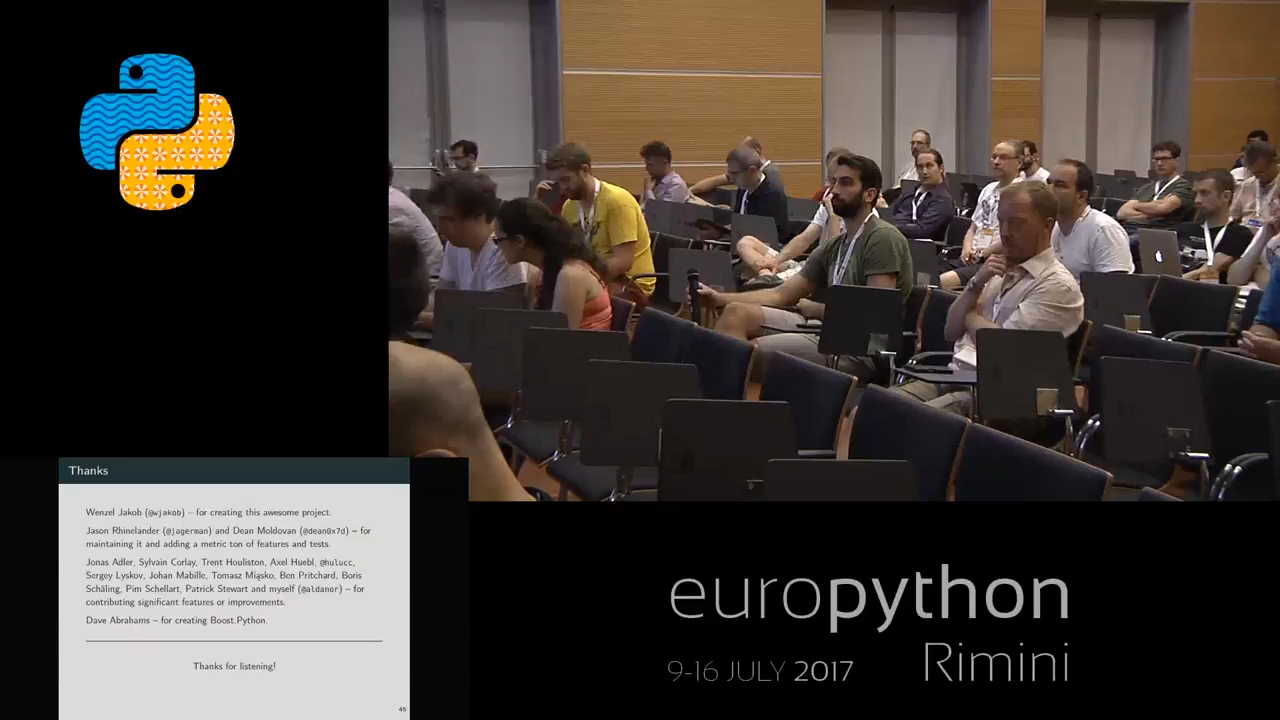 Thanks
Wenzel Jakob (@wjakob) – for creating this awesome project.
Jason Rhinelander (@jagerman) and Dean Moldovan (@dean0x7d) – for
maintaining it and adding a metric ton of features and tests.
Jonas Adler, Sylvain Corlay, Trent Houliston, Axel Huebl, @hulucc,
Sergey Lyskov, Johan Mabille, Tomasz Miąsko, Ben Pritchard, Boris
Schäling, Pim Schellart, Patrick Stewart and myself (@aldanor) – for
contributing significant features or improvements.
Dave Abrahams – for creating Boost.Python.
Thanks for listening!
45
europython
9-16 JULY 2017 Rimini